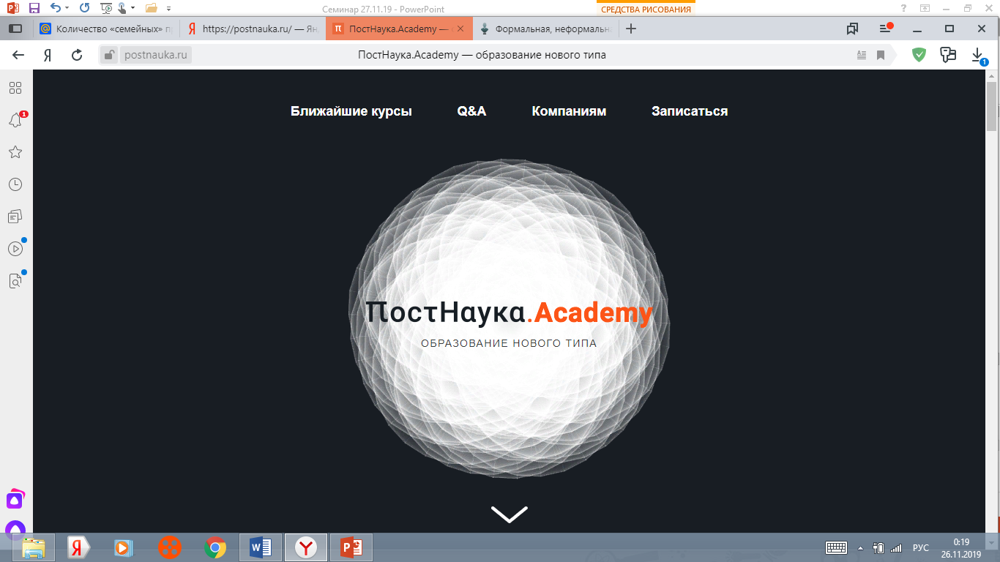 Семинар 27.11.19 - PowerPoint
СРЕДСТВА РИСОВАНИЯ
Количество «семейных» п
https://postnauka.ru/ — Ян
ПостНаука.Academy —
Формальная, неформальн
postnauka.ru
ПостНаука.Academy — образование нового типа
Ближайшие курсы
Q&A
Компаниям
Записаться
ПостНаука.Academy
ОБРАЗОВАНИЕ НОВОГО ТИПА
РУС
0:19
26.11.2019